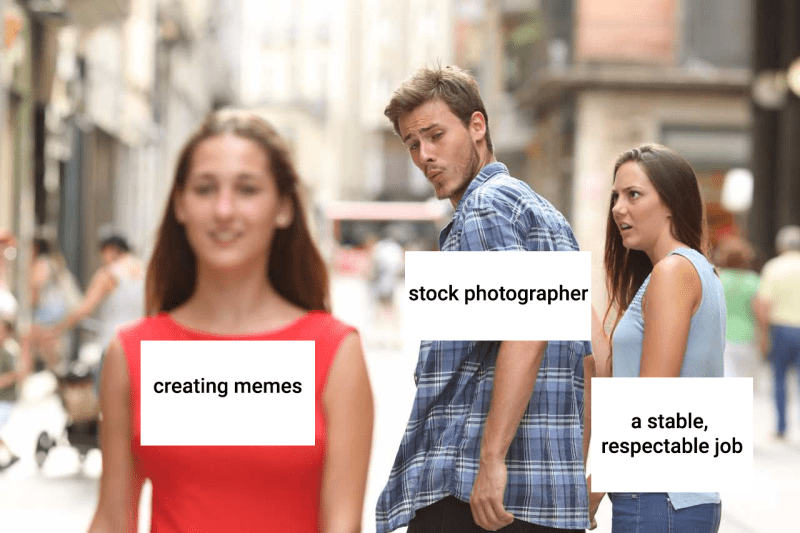 creating memes
stock photographer
a stable,
respectable job